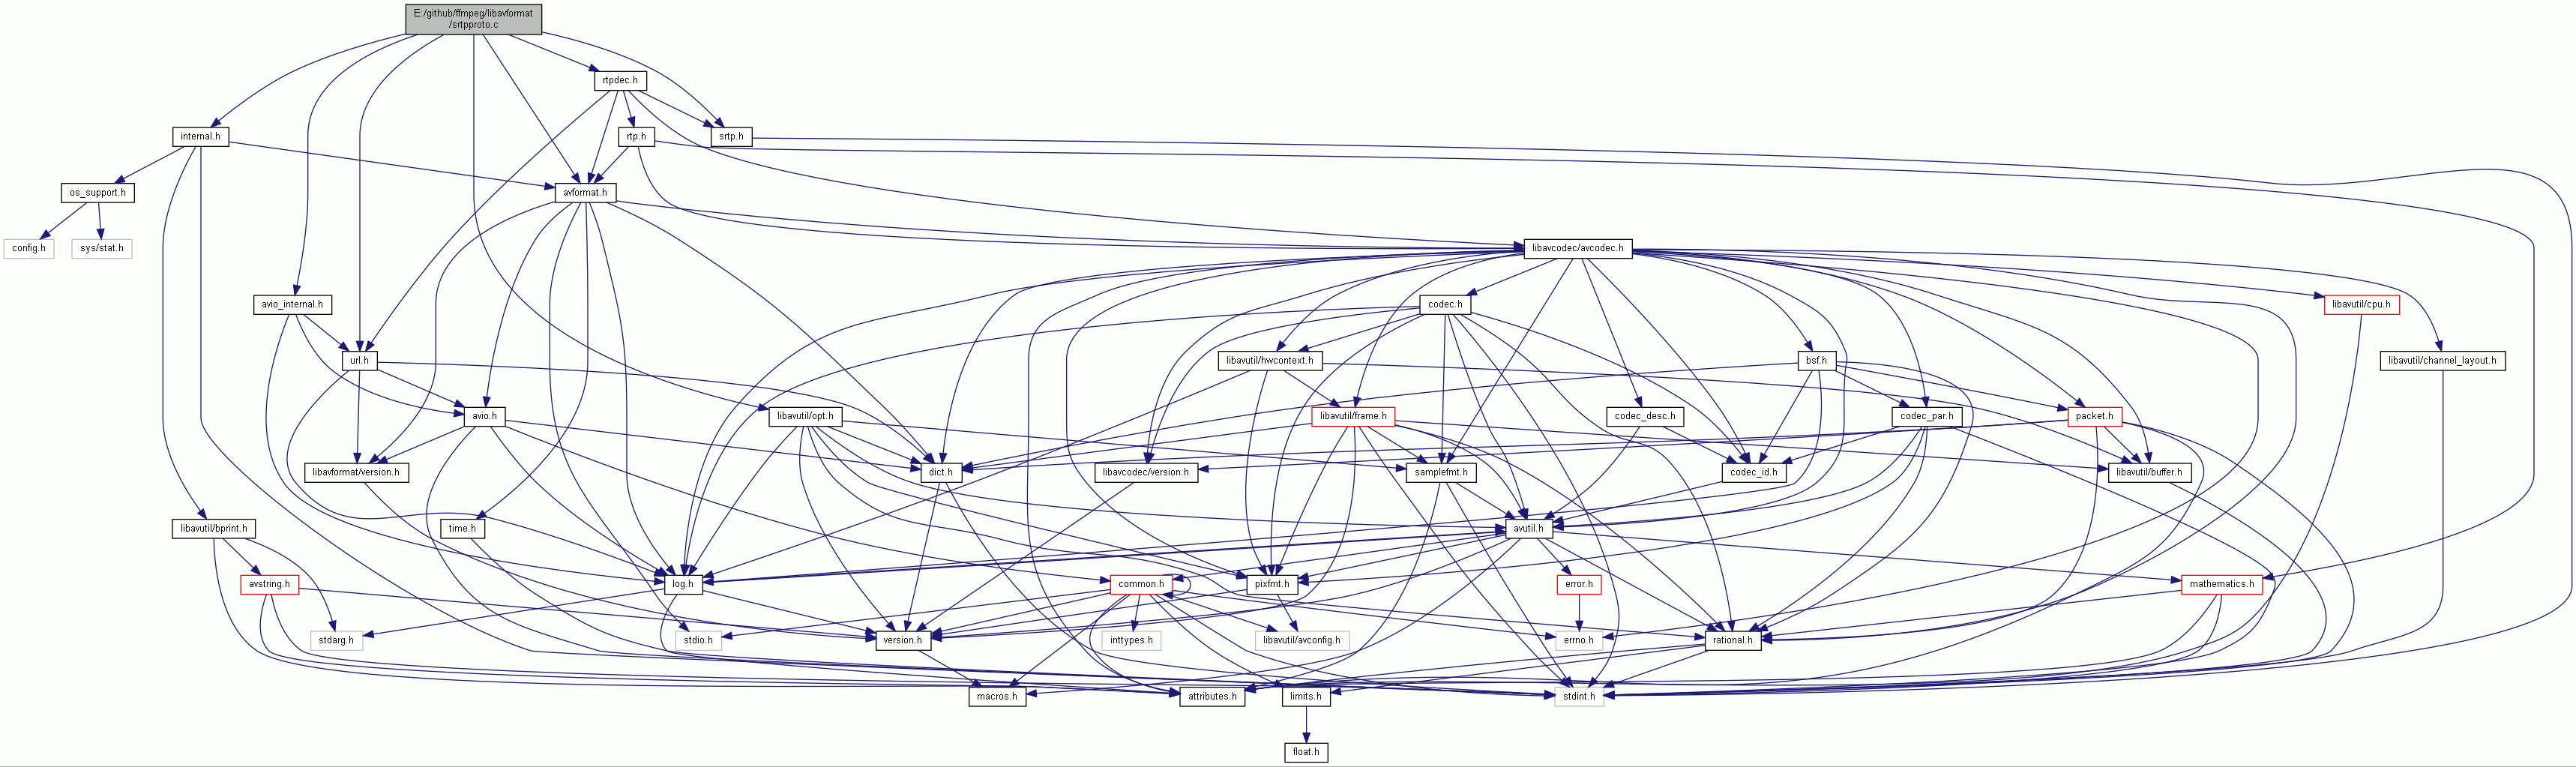 E:/github/ffmpeg/libavformat
/srtpproto.c
rtpdec.h
internal.h
rtp.h
srtp.h
os_support.h
avformat.h
config.h
sys/stat.h
libavcodec/avcodec.h
avio_internal.h
codec.h
libavutil/cpu.h
url.h
libavutil/hwcontext.h
bsf.h
libavutil/channel_layout.h
avio.h
libavutil/opt.h
libavutil/frame.h
codec_desc.h
codec_par.h
packet.h
libavformat/version.h
dict.h
libavcodec/version.h
samplefmt.h
codec_id.h
libavutil/buffer.h
libavutil/bprint.h
time.h
avutil.h
avstring.h
log.h
common.h
pixfmt.h
error.h
mathematics.h
stdarg.h
stdio.h
version.h
inttypes.h
libavutil/avconfig.h
errno.h
rational.h
macros.h
attributes.h
limits.h
stdint.h
float.h